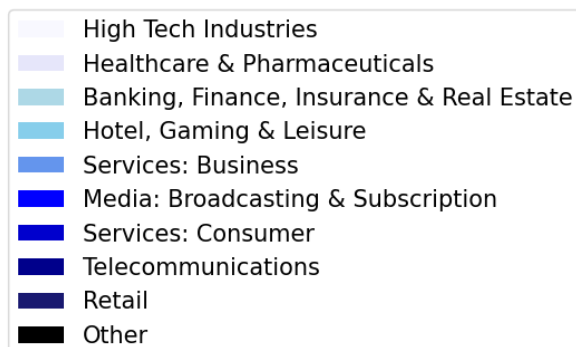 High Tech Industries
Healthcare & Pharmaceuticals
Banking, Finance, Insurance & Real Estate
Hotel, Gaming & Leisure
Services: Business
Media: Broadcasting & Subscription
Services: Consumer
Telecommunications
Retail
Other